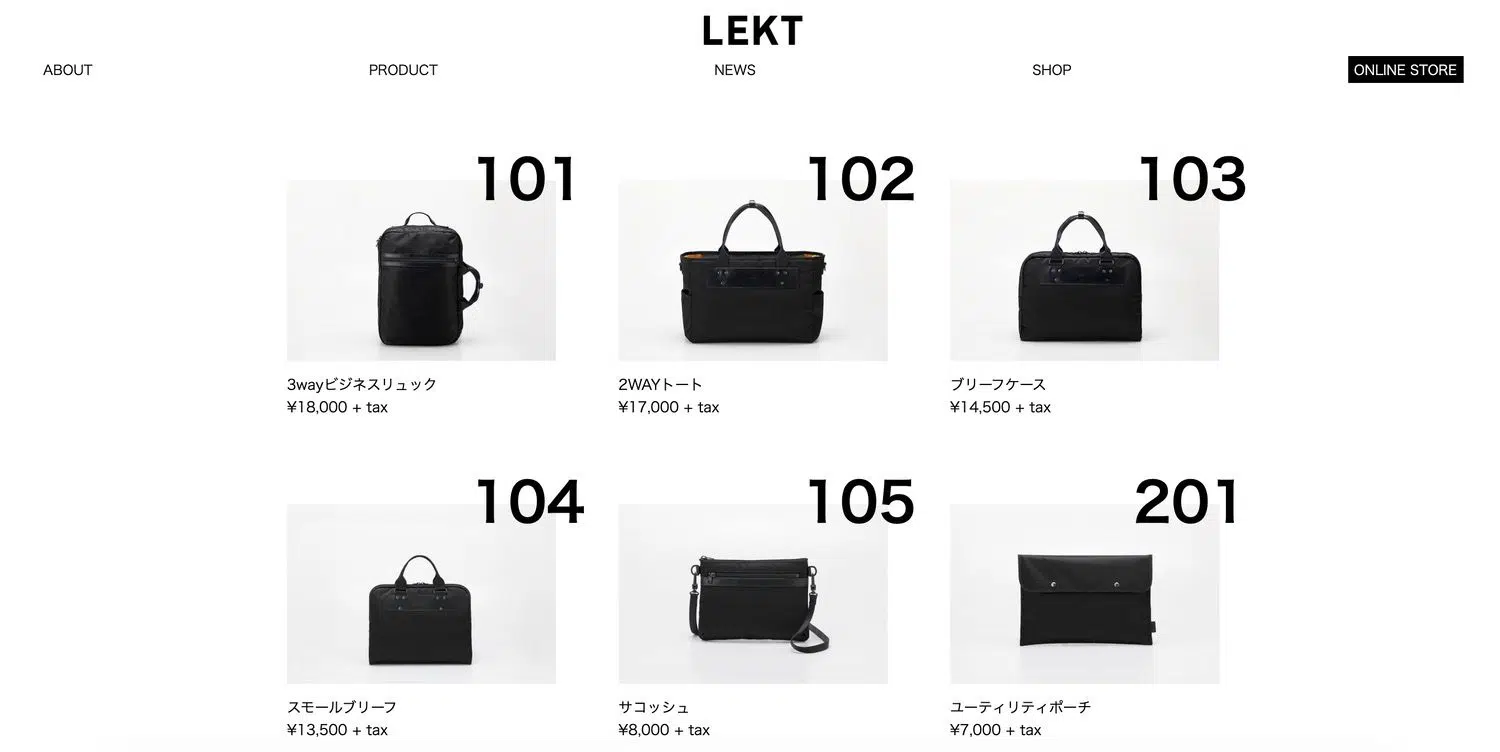 LEKT
ABOUT PRODUCT NEWS SHOP ONLINE STORE
101 102 103
3wayビジネスリュック 2WAYトート ブリーフケース
¥18,000 + tax ¥17,000 + tax ¥14,500 + tax
104 105 201
スモールブリーフ サコッシュ ユーティリティポーチ
¥13,500 + tax ¥8,000 + tax ¥7,000 + tax